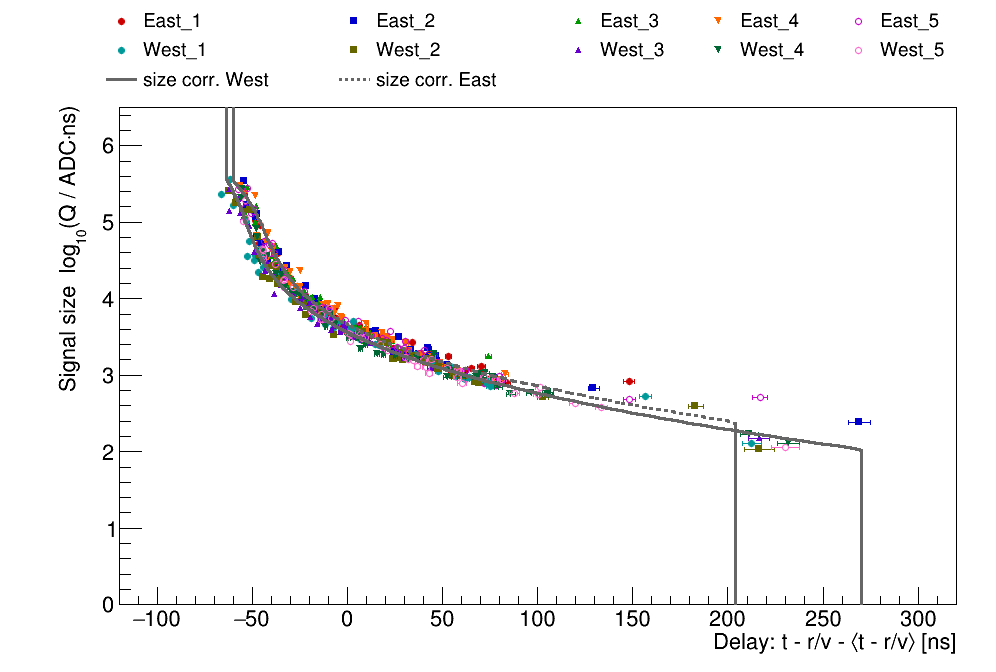 East_1 East_2 East_3 East_4 East_5
West_1 West_2 West_3 West_4 West_5
size corr. West size corr. East
Signal size log10(Q / ADC·ns)
6
5
4
3
2
1
0
−100 −50 0 50 100 150 200 250 300
Delay: t - r/v - ⟨t - r/v⟩ [ns]